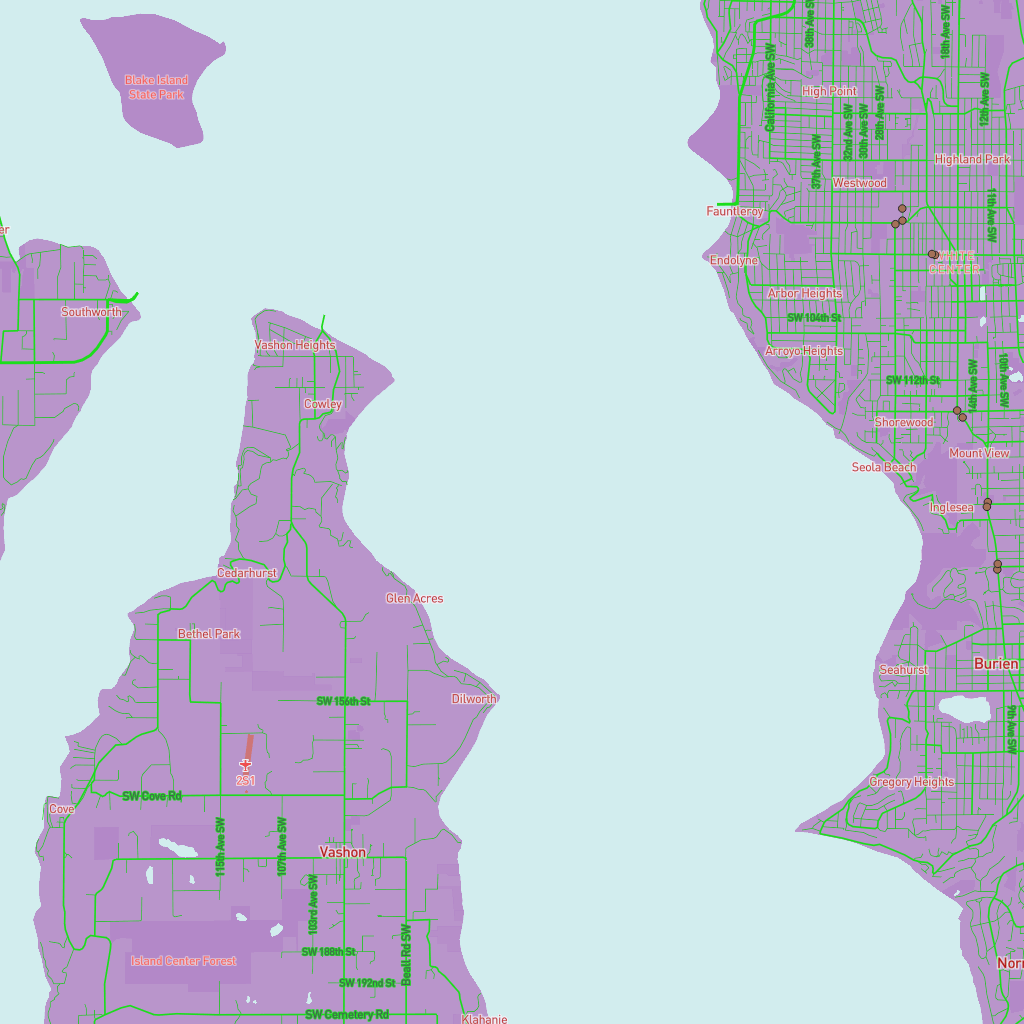 38th Ave SW
18th Ave SW
Blake Island
State Park
California Ave SW
High Point
28th Ave SW
12th Ave SW
32nd Ave SW
30th Ave SW
37th Ave SW
Highland Park
Westwood
Fauntleroy
11th Ave SW
er
Endolyne
WHITE
CENTER
Arbor Heights
Southworth
SW 104th St
Vashon Heights
Arroyo Heights
SW 112th St
14th Ave SW
10th Ave SW
Cowley
Shorewood
Mount View
Seola Beach
Inglesea
Cedarhurst
Glen Acres
Bethel Park
Burien
Seahurst
SW 156th St
Dilworth
9th Ave SW
2S1
Gregory Heights
SW Cove Rd
Cove
115th Ave SW
107th Ave SW
Vashon
103rd Ave SW
Beall Rd SW
SW 188th St
Island Center Forest
Norr
SW 192nd St
SW Cemetery Rd
Klahanie